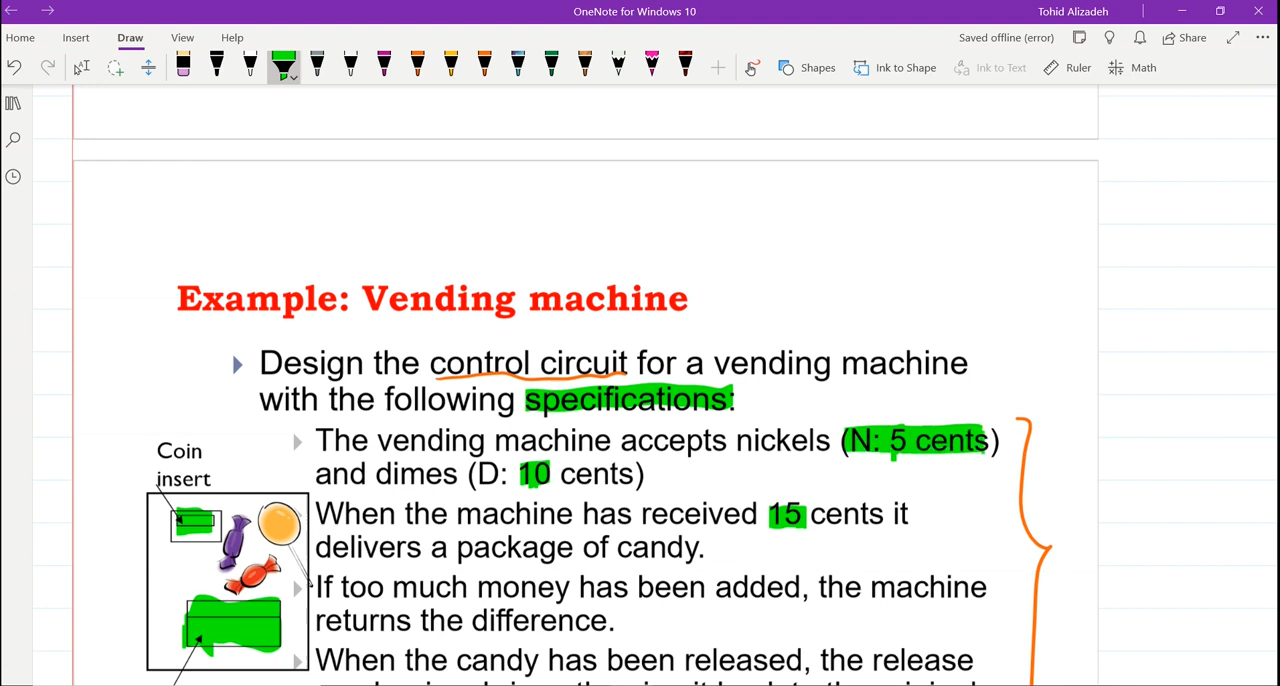 OneNote for Windows 10
Tohid Alizadeh
Home Insert Draw View Help
Saved offline (error)
Share
Shapes
Ink to Shape
Ink to Text
Ruler
Math
Example: Vending machine
Design the control circuit for a vending machine
with the following specifications:
The vending machine accepts nickels (N: 5 cents)
and dimes (D: 10 cents)
Coin
insert
When the machine has received 15 cents it
delivers a package of candy.
If too much money has been added, the machine
returns the difference.
When the candy has been released, the release